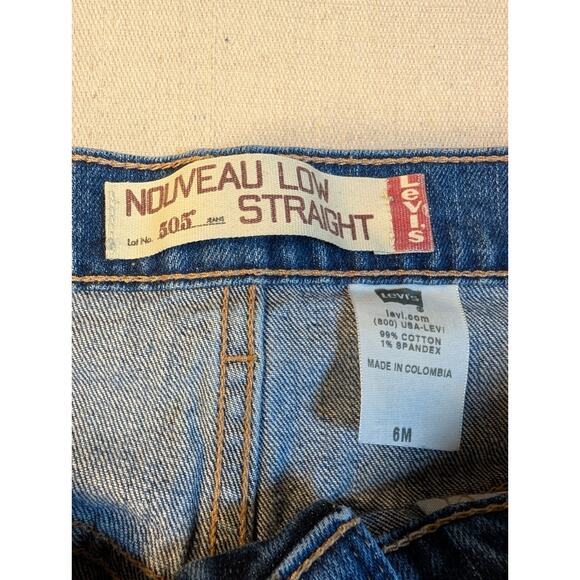 NOUVEAU LOW
Lot No. 505 JEANS STRAIGHT
Levi's
Levi's
levi.com
(800) USA-LEVI
99% COTTON
1% SPANDEX
MADE IN COLOMBIA
6M